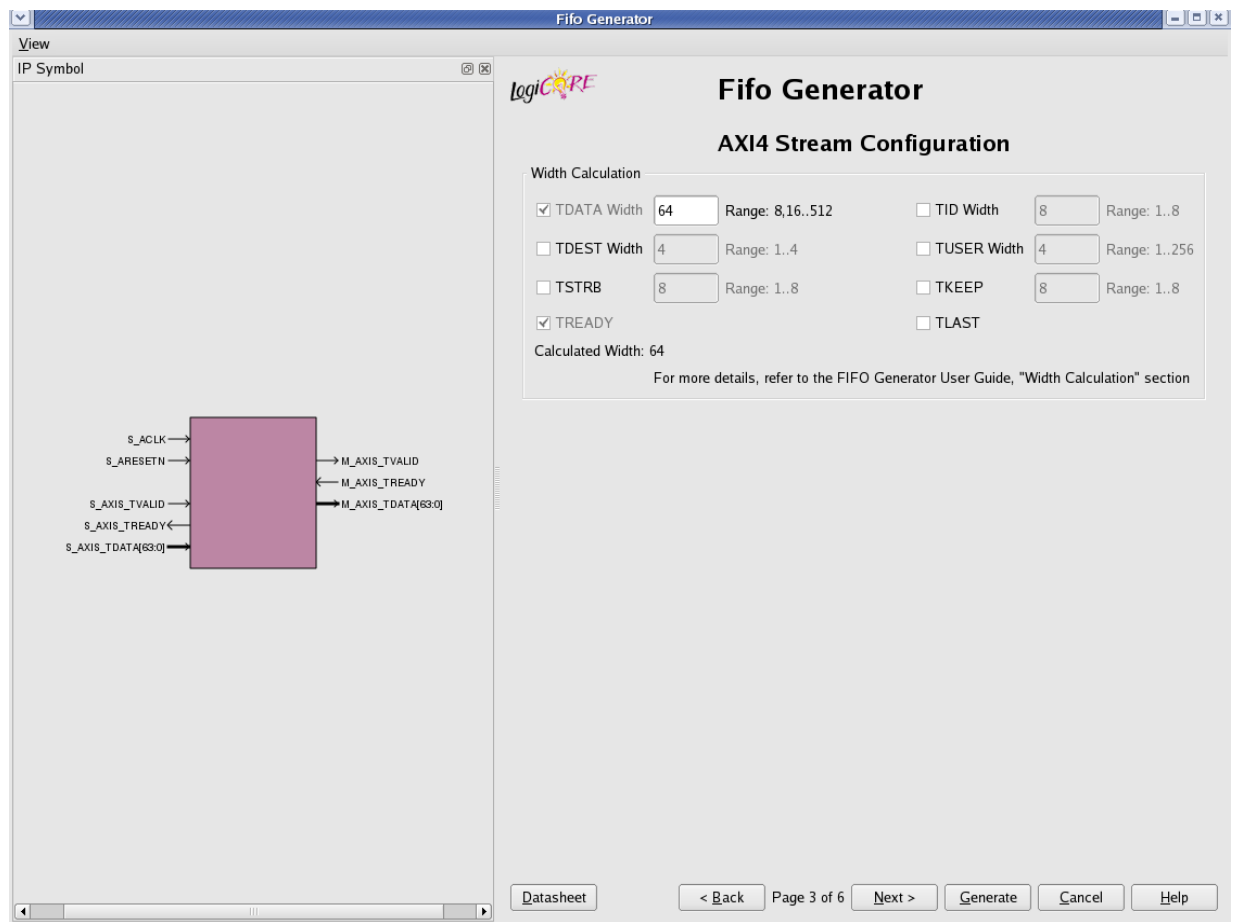 Fifo Generator
View
IP Symbol
S_ACLK
S_ARESETN
S_AXIS_TVALID
S_AXIS_TREADY
S_AXIS_TDATA[63:0]
M_AXIS_TVALID
M_AXIS_TREADY
M_AXIS_TDATA[63:0]
LogiCORE
Fifo Generator
AXI4 Stream Configuration
Width Calculation
TDATA Width 64 Range: 8,16..512 TID Width 8 Range: 1..8
TDEST Width 4 Range: 1..4 TUSER Width 4 Range: 1..256
TSTRB 8 Range: 1..8 TKEEP 8 Range: 1..8
TREADY TLAST
Calculated Width: 64
For more details, refer to the FIFO Generator User Guide, "Width Calculation" section
Datasheet < Back Page 3 of 6 Next > Generate Cancel Help